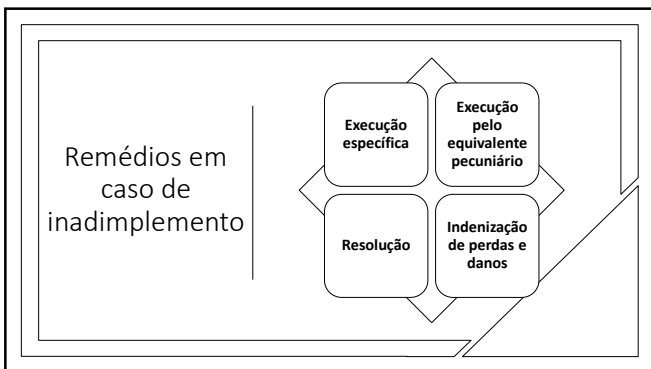 Remédios em
caso de
inadimplemento
Execução
específica
Execução
pelo
equivalente
pecuniário
Resolução
Indenização
de perdas e
danos